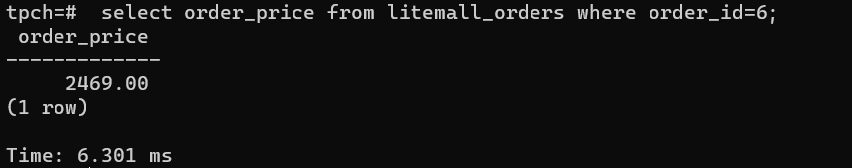 tpch=#  select order_price from litemall_orders where order_id=6;
 order_price
-------------
     2469.00
(1 row)

Time: 6.301 ms